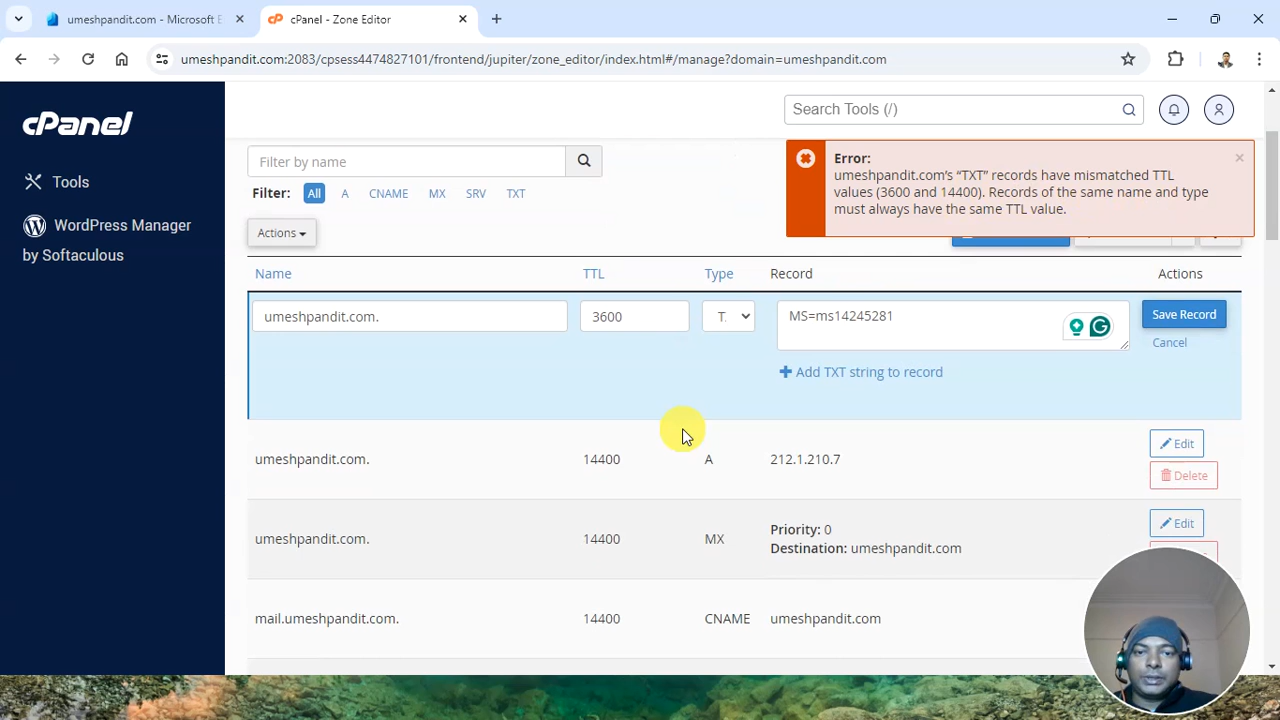 umeshpandit.com - Microsoft E
cPanel - Zone Editor
umeshpandit.com:2083/cpsess4474827101/frontend/jupiter/zone_editor/index.html#/manage?domain=umeshpandit.com
cPanel
Search Tools (/)
Tools
WordPress Manager
by Softaculous
Filter by name
Filter: All A CNAME MX SRV TXT
Actions
Error:
umeshpandit.com's “TXT” records have mismatched TTL
values (3600 and 14400). Records of the same name and type
must always have the same TTL value.
Name TTL Type Record Actions
umeshpandit.com. 3600 T. MS=ms14245281 Save Record
Cancel
Add TXT string to record
umeshpandit.com. 14400 A 212.1.210.7 Edit
Delete
umeshpandit.com. 14400 MX Priority: 0 Edit
Destination: umeshpandit.com
mail.umeshpandit.com. 14400 CNAME umeshpandit.com